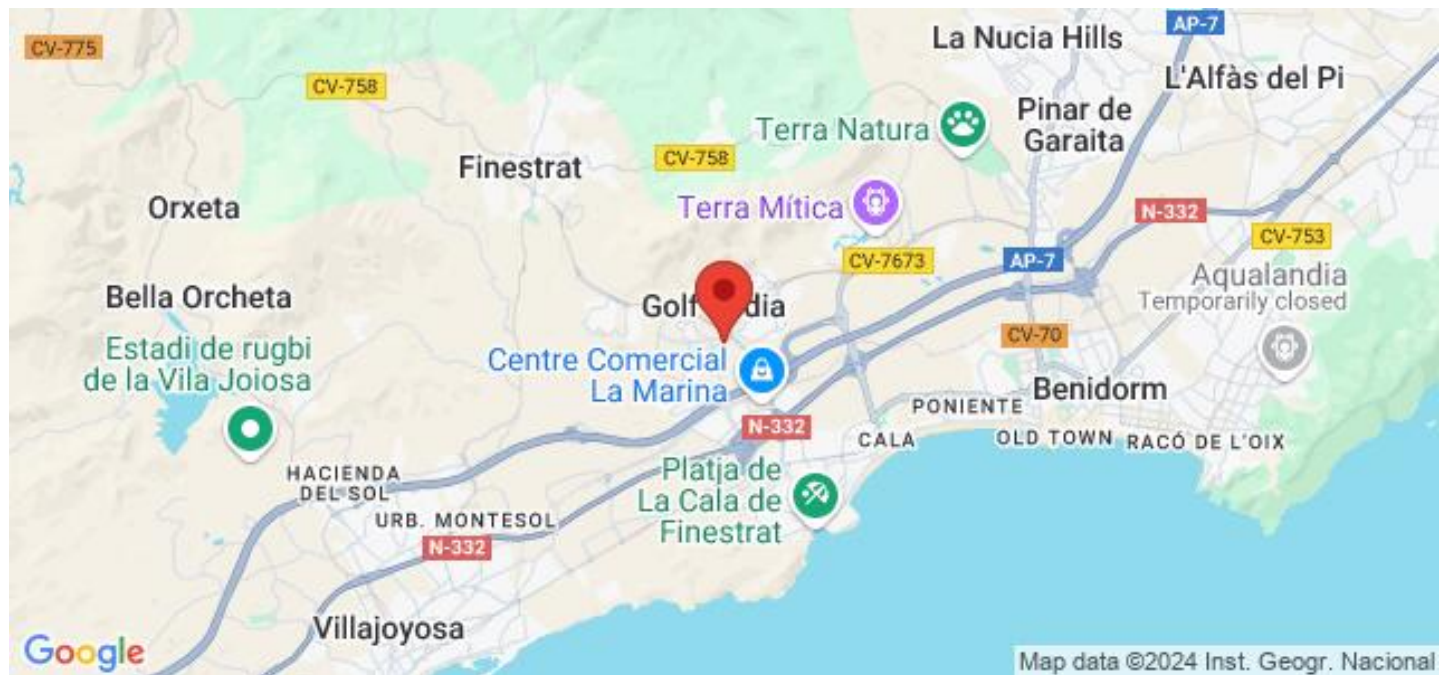 AP-7
La Nucia Hills
CV-775
L'Alfàs del Pi
CV-758
Pinar de
Garaita
Terra Natura
Finestrat
CV-758
Orxeta
Terra Mítica
N-332
CV-753
CV-7673
AP-7
Aqualandia
Temporarily closed
Bella Orcheta
CV-70
Estadi de rugbi
de la Vila Joiosa
Centre Comercial
La Marina
Benidorm
PONIENTE
N-332
CALA
OLD TOWN
RACÓ DE L'OIX
HACIENDA
DEL SOL
Platja de
La Cala de
Finestrat
URB. MONTESOL
N-332
Villajoyosa
Google
Map data ©2024 Inst. Geogr. Nacional